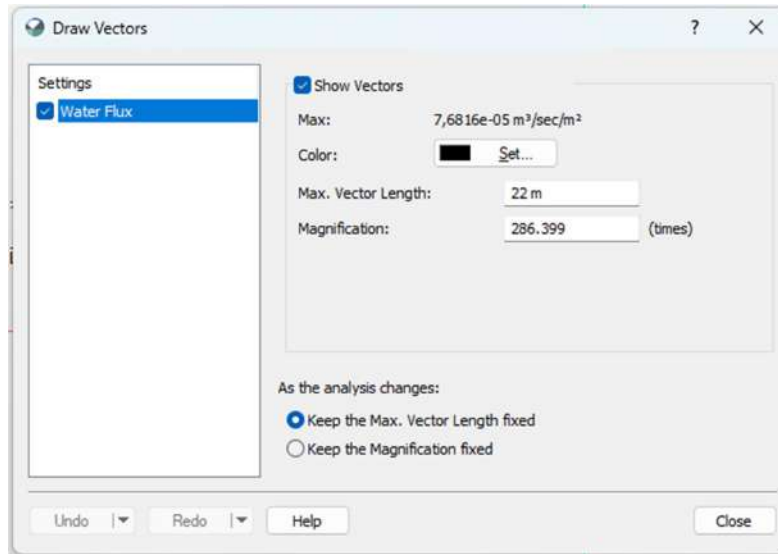 Draw Vectors
?
Settings
Water Flux
Show Vectors
Max: 7,6816e-05 m³/sec/m²
Color: Set...
Max. Vector Length: 22 m
Magnification: 286.399 (times)
As the analysis changes:
Keep the Max. Vector Length fixed
Keep the Magnification fixed
Undo Redo Help Close